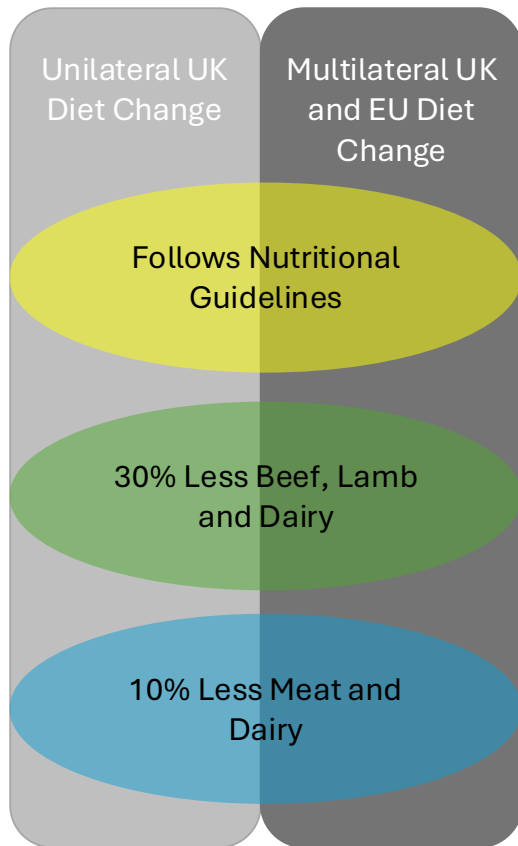 Unilateral UK
Diet Change
Multilateral UK
and EU Diet
Change
Follows Nutritional
Guidelines
30% Less Beef, Lamb
and Dairy
10% Less Meat and
Dairy